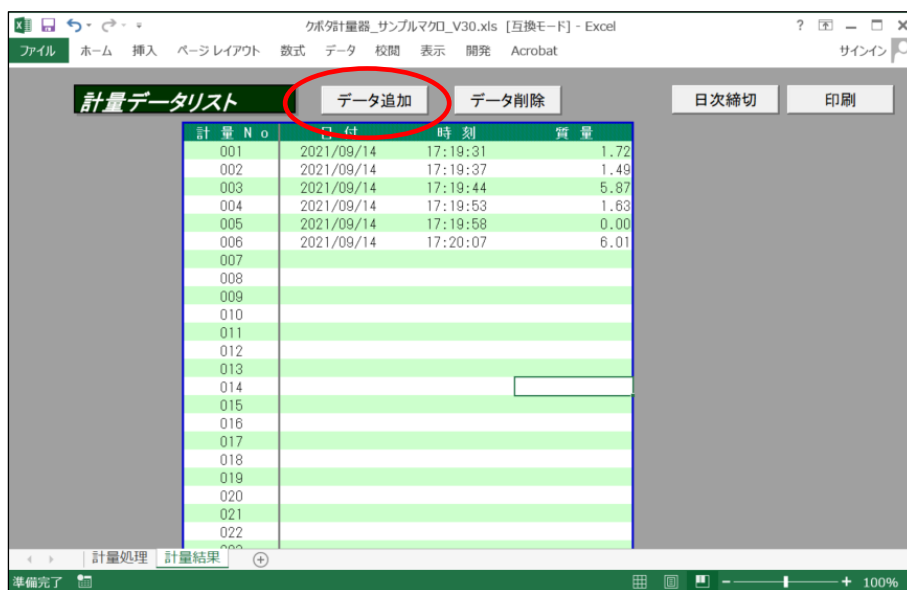 クボタ計量器_サンプルマクロ_V30.xls [互換モード] - Excel
ファイル ホーム 挿入 ページ レイアウト 数式 データ 校閲 表示 開発 Acrobat サインイン
計量データリスト データ追加 データ削除 日次締切 印刷
計 量 N o 日 付 時 刻 質 量
001 2021/09/14 17:19:31 1.72
002 2021/09/14 17:19:37 1.49
003 2021/09/14 17:19:44 5.87
004 2021/09/14 17:19:53 1.63
005 2021/09/14 17:19:58 0.00
006 2021/09/14 17:20:07 6.01
007
008
009
010
011
012
013
014
015
016
017
018
019
020
021
022
計量処理 計量結果
準備完了 100%